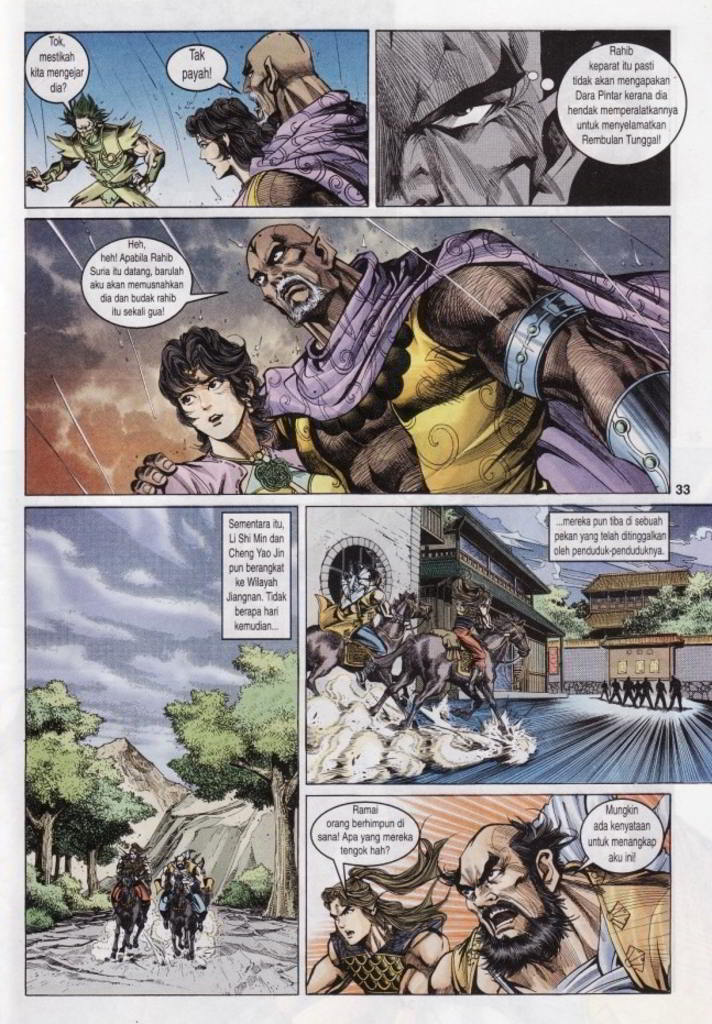 Tok,
mestikah
kita mengejar
dia?
Tak
payah!
Rahib
keparat itu pasti
tidak akan mengapakan
Dara Pintar kerana dia
hendak memperalatkannya
untuk menyelamatkan
Rembulan Tunggal!
Heh,
heh! Apabila Rahib
Suria itu datang, barulah
aku akan memusnahkan
dia dan budak rahib
itu sekali gua!
33
Sementara itu,
Li Shi Min dan
Cheng Yao Jin
pun berangkat
ke Wilayah
Jiangnan. Tidak
berapa hari
kemudian...
...mereka pun tiba di sebuah
pekan yang telah ditinggalkan
oleh penduduk-penduduknya.
Ramai
orang berhimpun di
sana! Apa yang mereka
tengok hah?
Mungkin
ada kenyataan
untuk menangkap
aku ini!